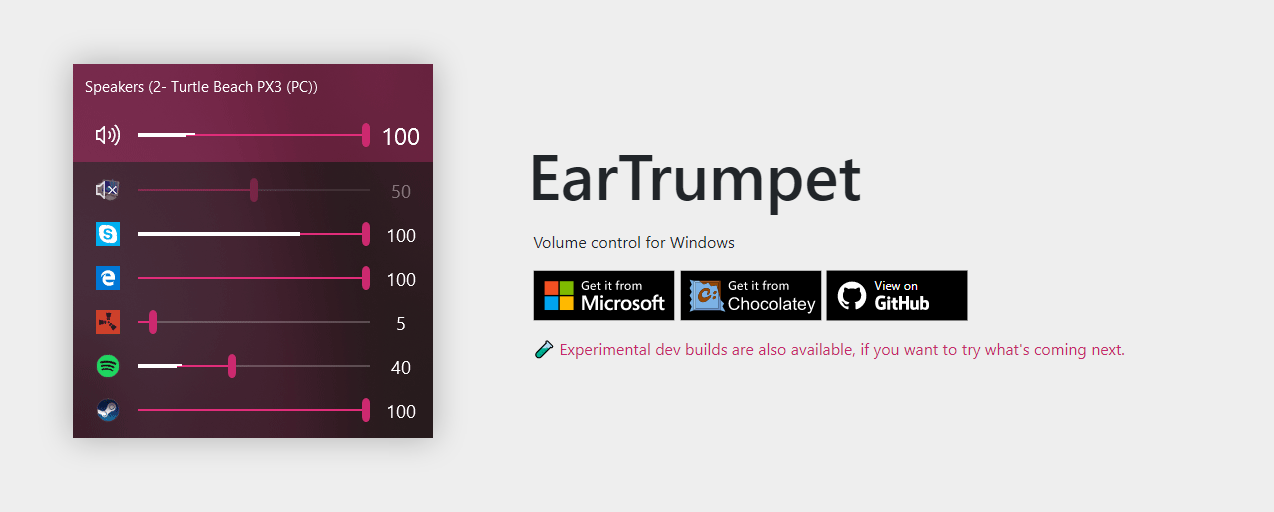 Speakers (2- Turtle Beach PX3 (PC))
100
50
100
100
5
40
100
EarTrumpet
Volume control for Windows
Get it from
Microsoft
Get it from
Chocolatey
View on
GitHub
Experimental dev builds are also available, if you want to try what's coming next.